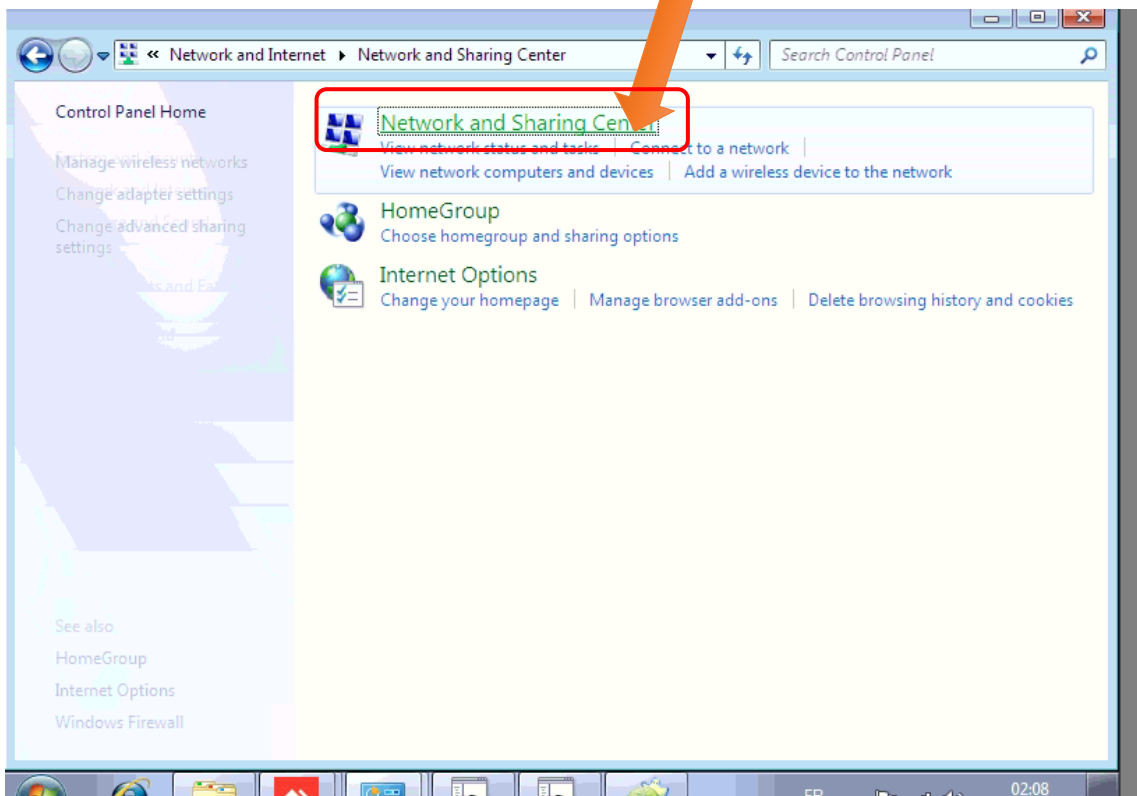 « Network and Internet ▸ Network and Sharing Center
Search Control Panel
Control Panel Home
Manage wireless networks
Change adapter settings
Change advanced sharing
settings
See also
HomeGroup
Internet Options
Windows Firewall
Network and Sharing Center
View network status and tasks | Connect to a network |
View network computers and devices | Add a wireless device to the network
HomeGroup
Choose homegroup and sharing options
Internet Options
Change your homepage | Manage browser add-ons | Delete browsing history and cookies
FR
02:08